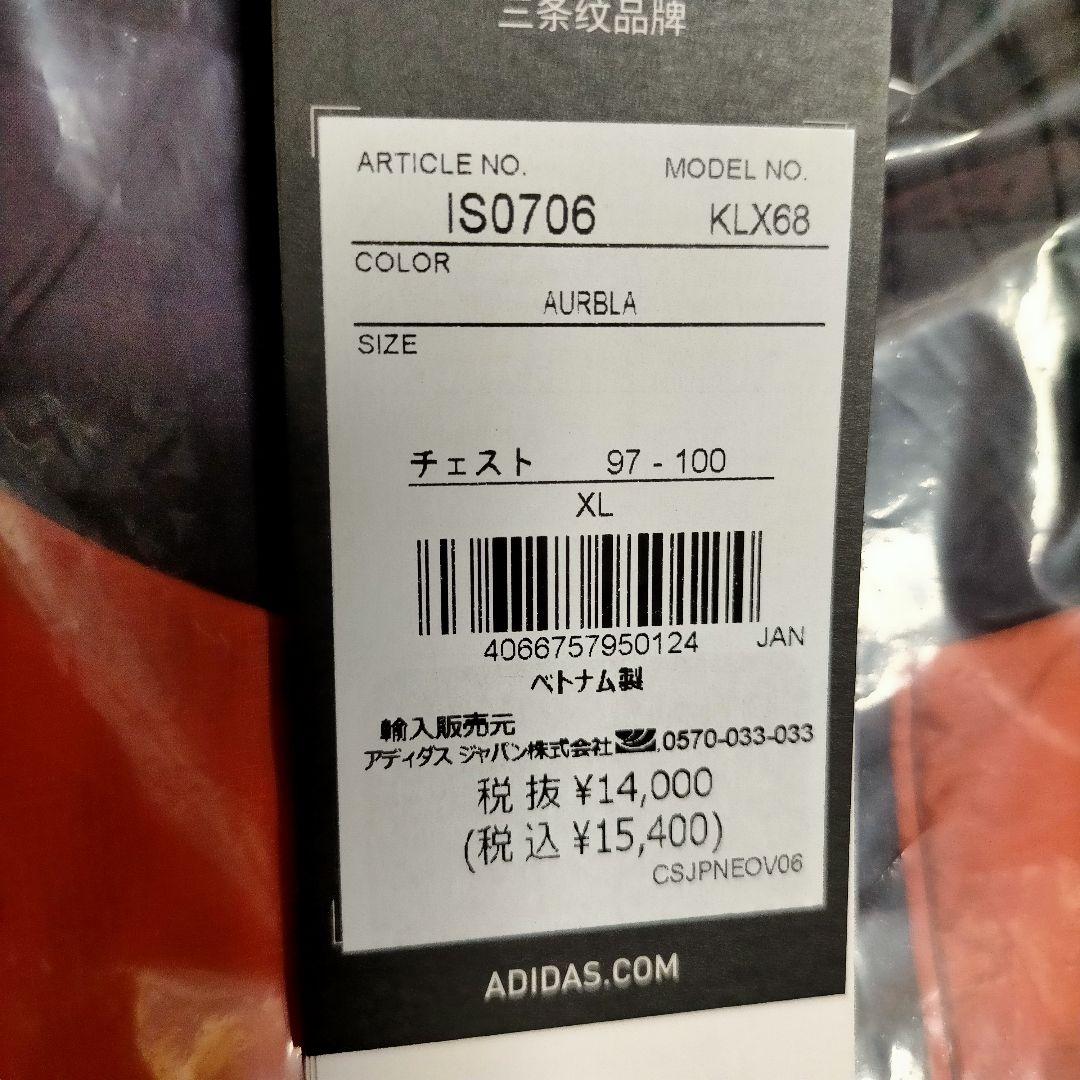 三条纹品牌
ARTICLE NO. MODEL NO.
IS0706 KLX68
COLOR
AURBLA
SIZE
チェスト 97 - 100
XL
4066757950124 JAN
ベトナム製
輸入販売元
アディダス ジャパン株式会社 0570-033-033
税 抜 ¥14,000
(税 込 ¥15,400)
CSJPNEOV06
ADIDAS.COM